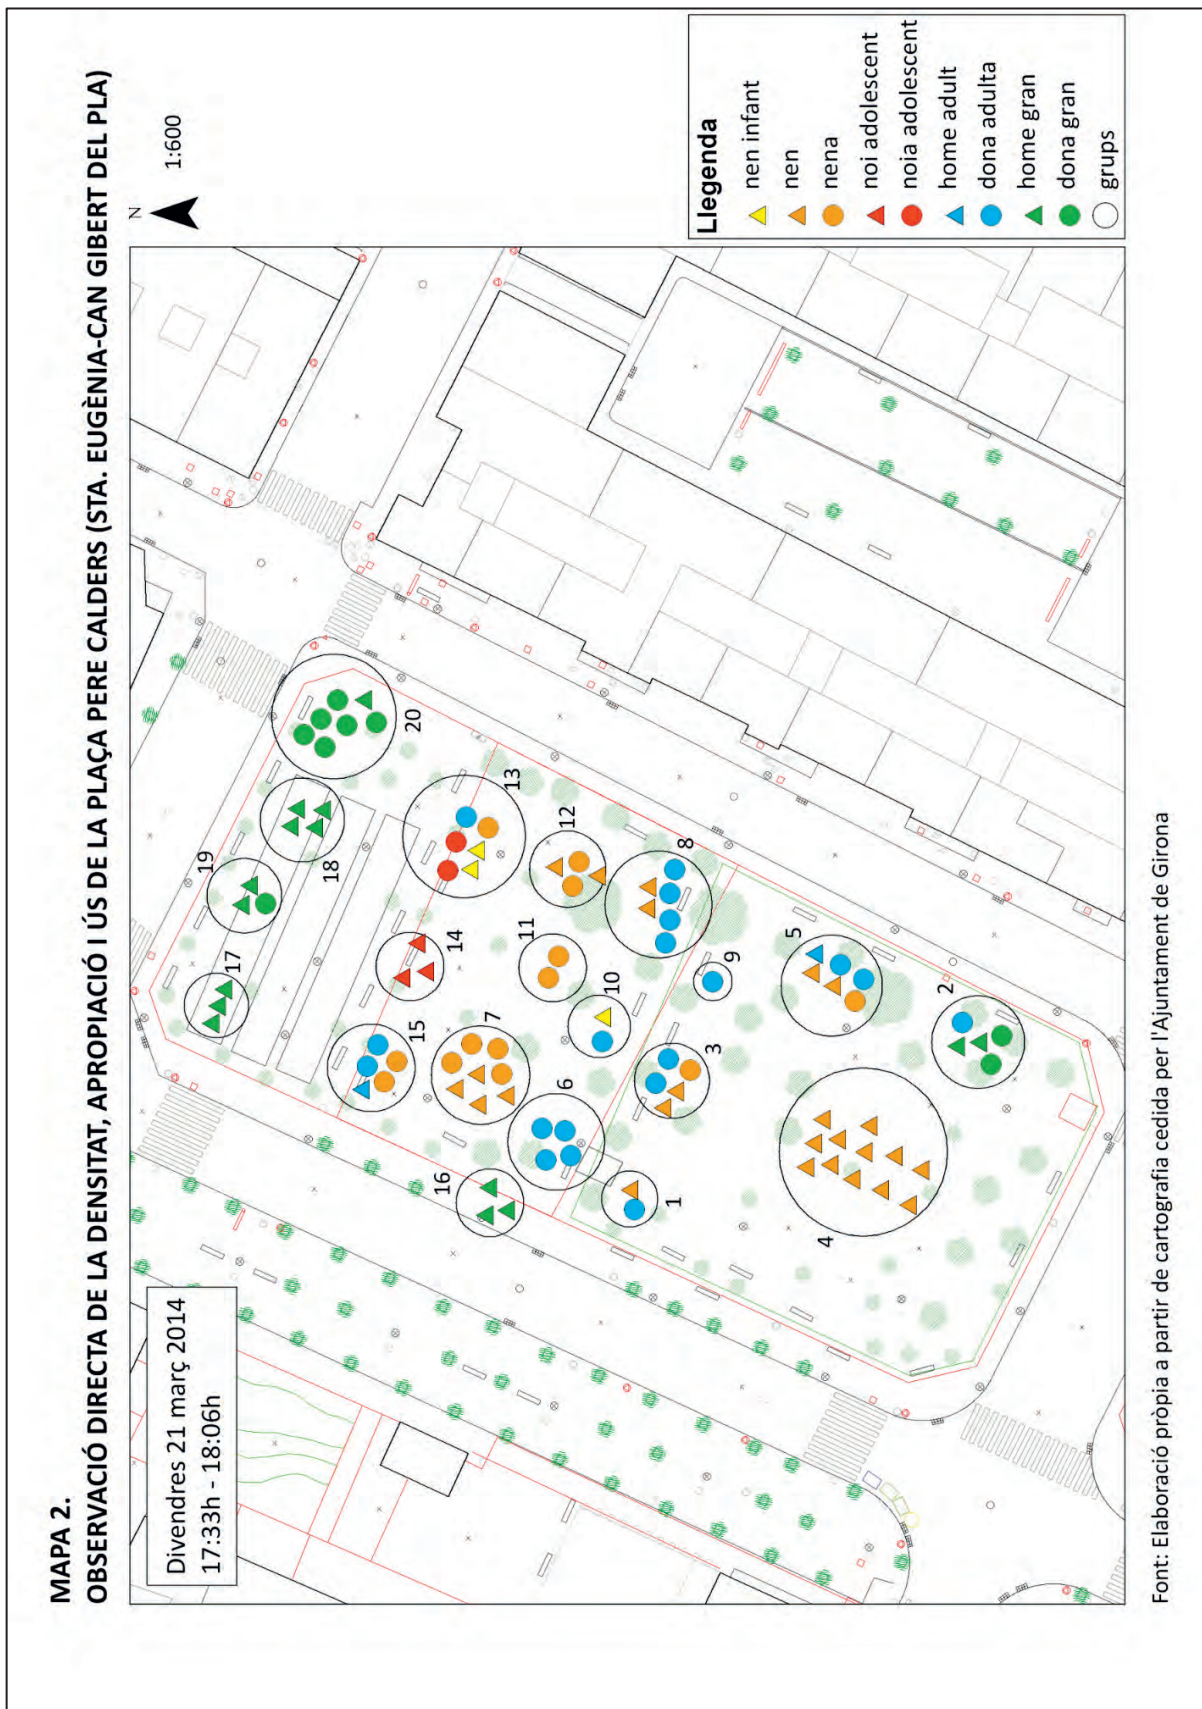 MAPA 2.
OBSERVACIÓ DIRECTA DE LA DENSITAT, APROPIACIÓ I ÚS DE LA PLAÇA PERE CALDERS (STA. EUGÈNIA-CAN GIBERT DEL PLA)
N
1:600
Divendres 21 març 2014
17:33h - 18:06h
17
19
18
20
16
15
14
13
7
6
11
10
12
8
1
3
9
4
5
2
Llegenda
nen infant
nen
nena
noi adolescent
noia adolescent
home adult
dona adulta
home gran
dona gran
grups
Font: Elaboració pròpia a partir de cartografia cedida per l'Ajuntament de Girona